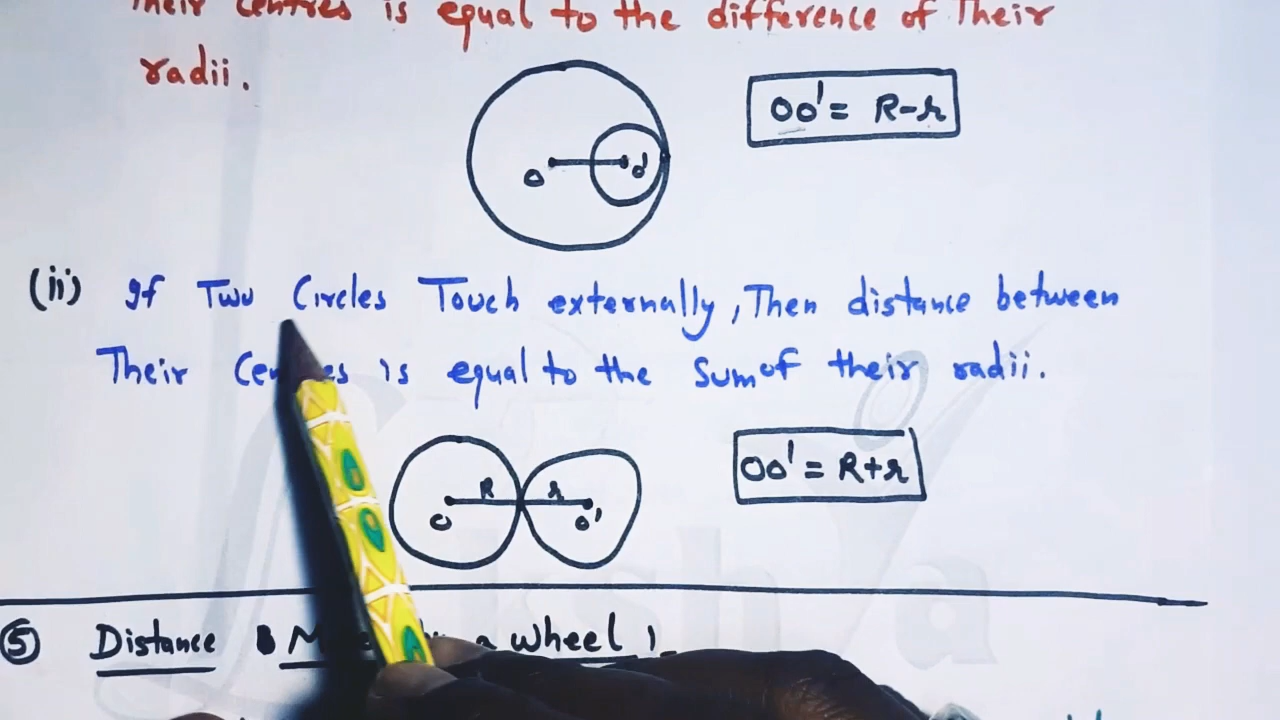 Their Centres is equal to the difference of Their
radii.
OO' = R-r
O O'
(ii) If Two Circles Touch externally, Then distance between
Their is equal to the Sum of their radii.
R r
O O'
OO' = R+r
⑤ Distance a wheel :-